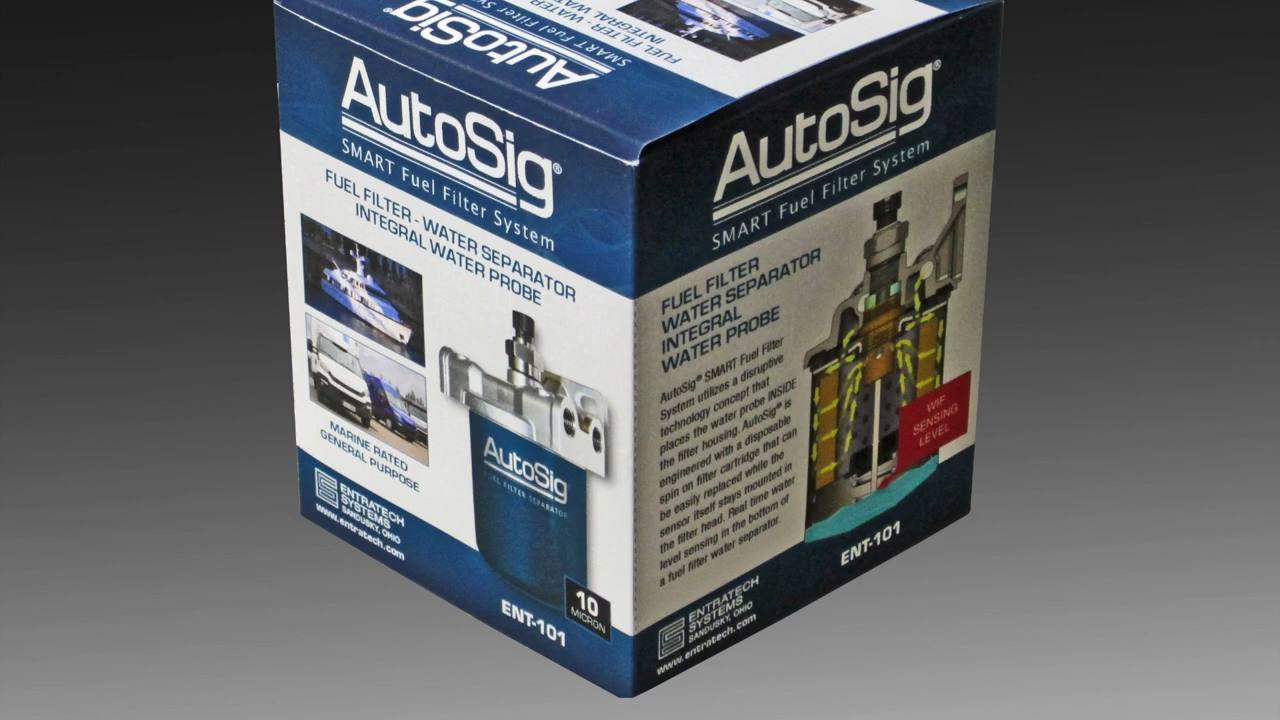 AutoSig®
SMART Fuel Filter System
FUEL FILTER - WATER
INTEGRAL WA
AutoSig®
SMART Fuel Filter System
FUEL FILTER - WATER SEPARATOR
INTEGRAL WATER PROBE
MARINE RATED
GENERAL PURPOSE
AutoSig
FUEL FILTER SEPARATOR
ENTRATECH
SYSTEMS
SANDUSKY, OHIO
www.entratech.com
10
MICRON
ENT-101
AutoSig®
SMART Fuel Filter System
FUEL FILTER
WATER SEPARATOR
INTEGRAL
WATER PROBE
AutoSig® SMART Fuel Filter
System utilizes a disruptive
technology concept that
places the water probe INSIDE
the filter housing. AutoSig® is
engineered with a disposable
spin on filter cartridge that can
be easily replaced while the
sensor itself stays mounted in
the filter head. Real time water
level sensing in the bottom of
a fuel filter water separator.
WIF
SENSING
LEVEL
ENT-101
ENTRATECH
SYSTEMS
SANDUSKY, OHIO
www.entratech.com